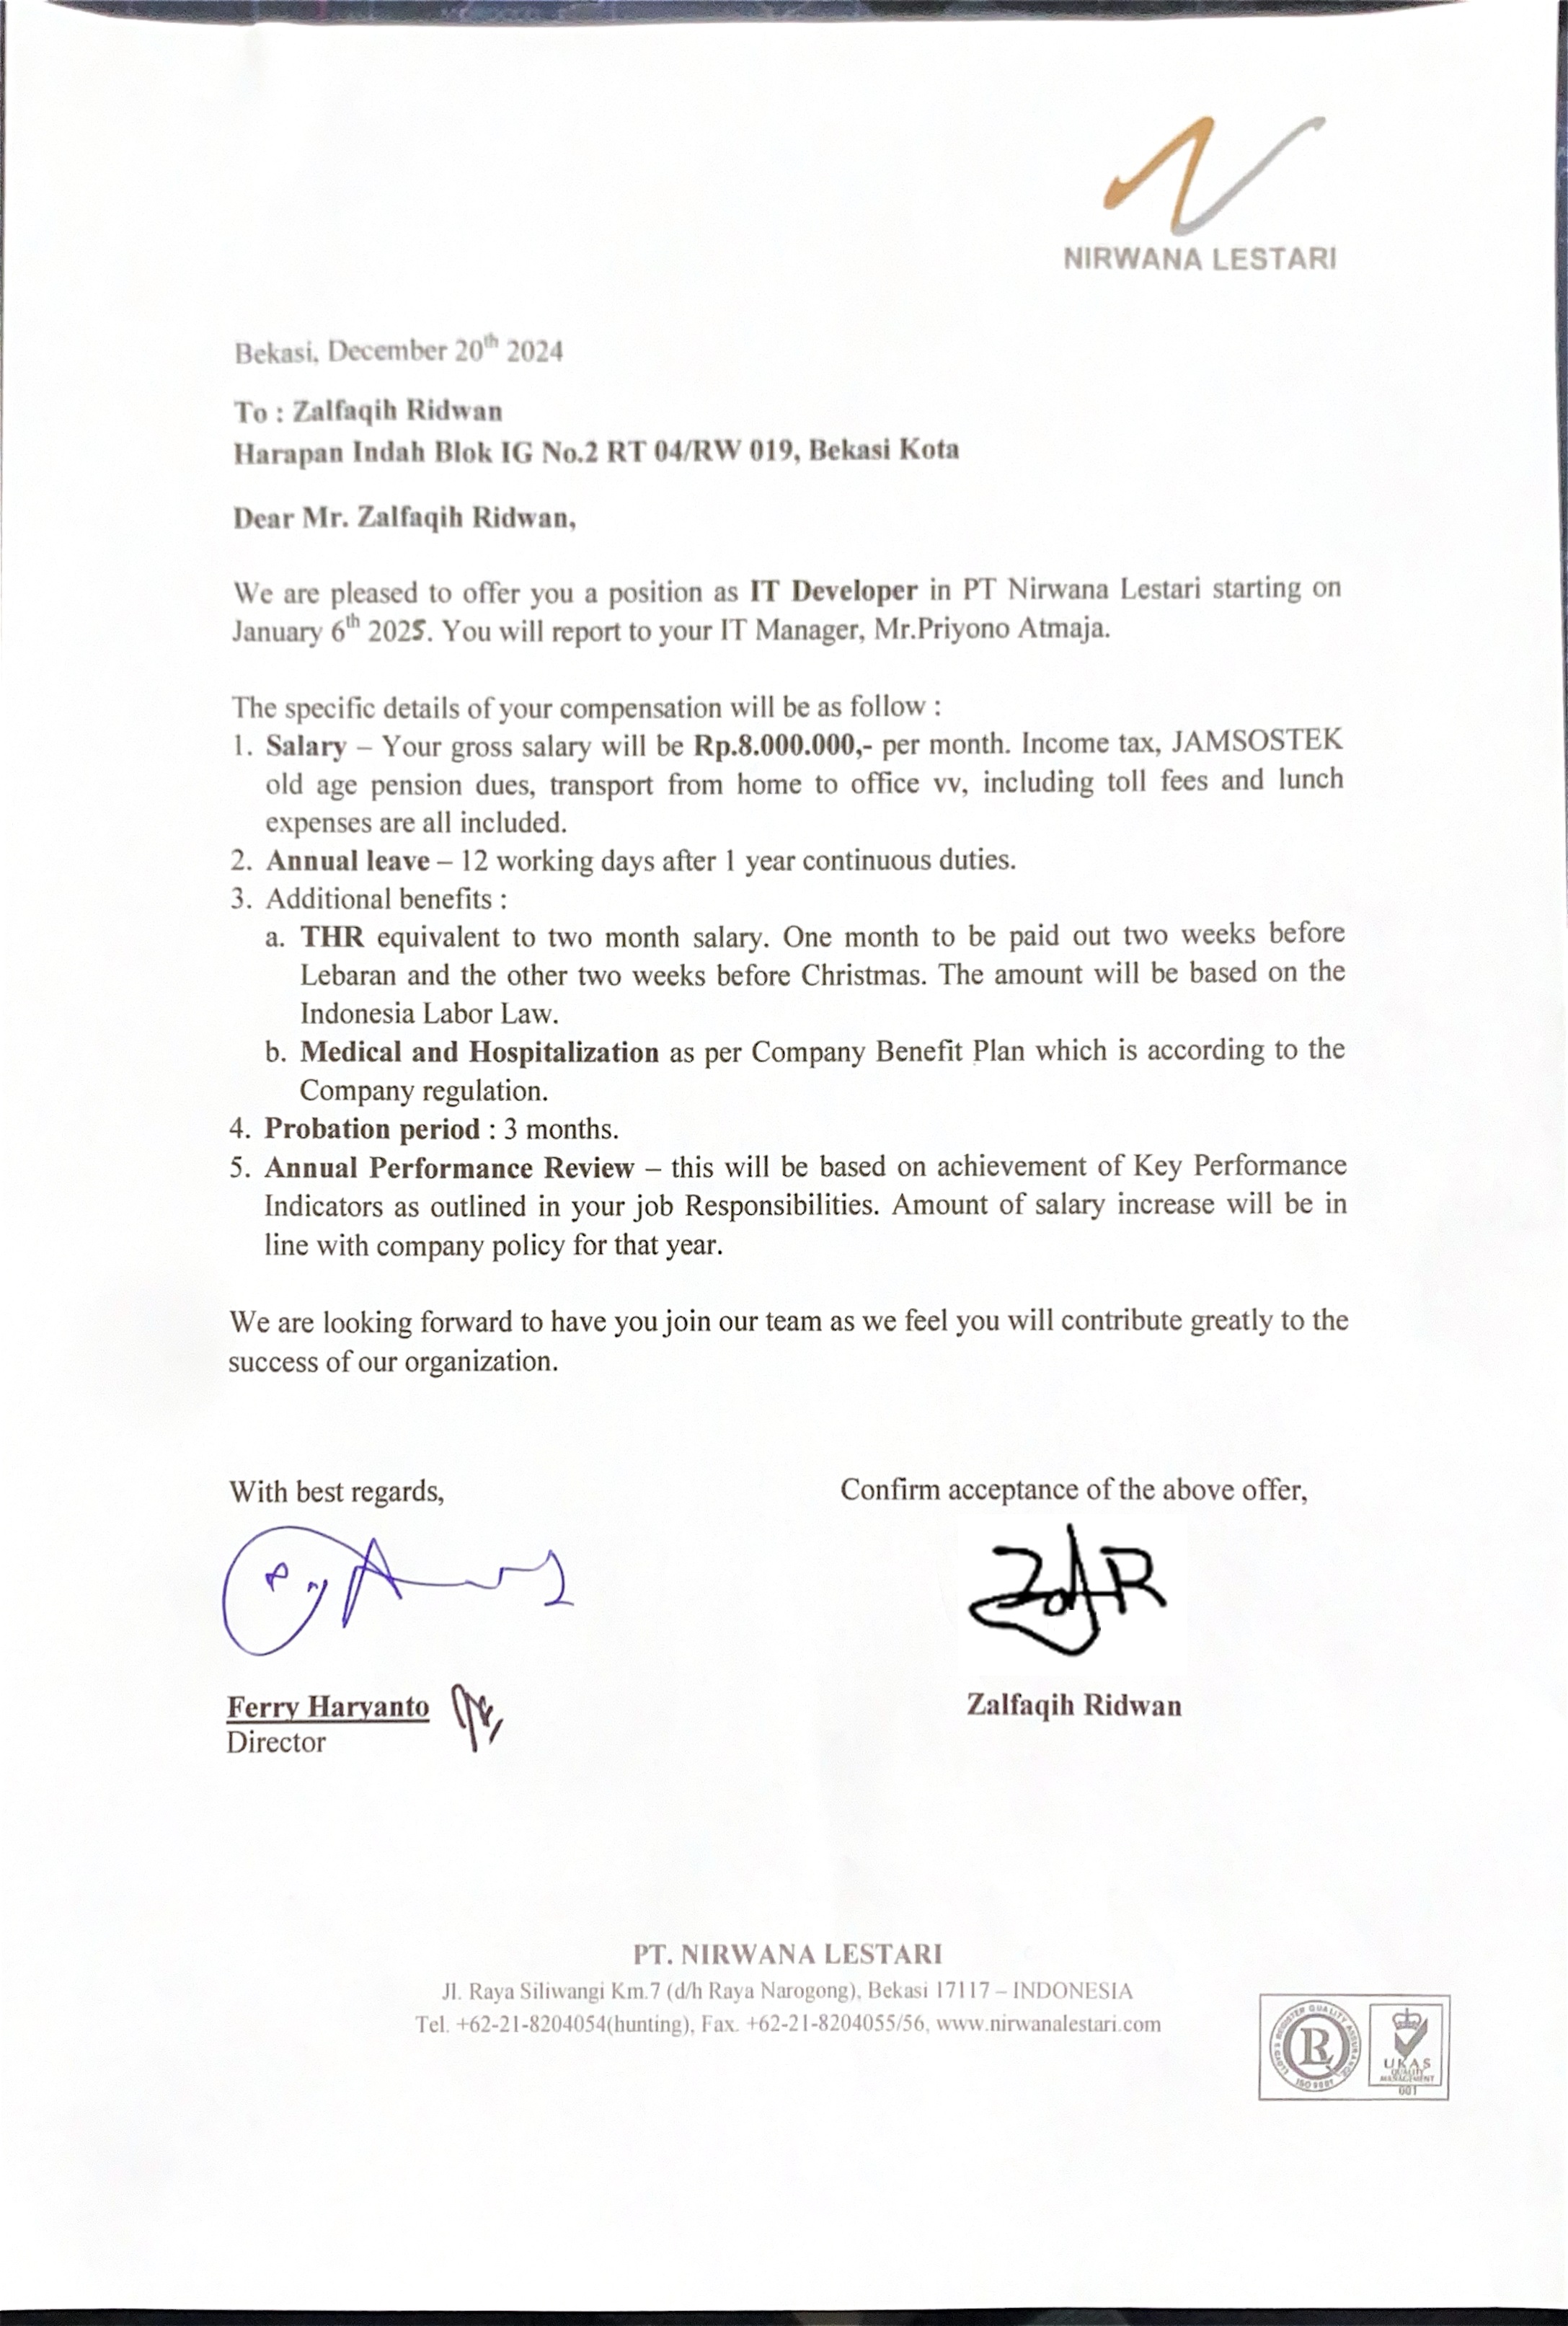 NIRWANA LESTARI
Bekasi, December 20th 2024
To : Zalfaqih Ridwan
Harapan Indah Blok IG No.2 RT 04/RW 019, Bekasi Kota
Dear Mr. Zalfaqih Ridwan,
We are pleased to offer you a position as IT Developer in PT Nirwana Lestari starting on
January 6th 2025. You will report to your IT Manager, Mr.Priyono Atmaja.
The specific details of your compensation will be as follow :
1. Salary – Your gross salary will be Rp.8.000.000,- per month. Income tax, JAMSOSTEK
old age pension dues, transport from home to office vv, including toll fees and lunch
expenses are all included.
2. Annual leave – 12 working days after 1 year continuous duties.
3. Additional benefits :
a. THR equivalent to two month salary. One month to be paid out two weeks before
Lebaran and the other two weeks before Christmas. The amount will be based on the
Indonesia Labor Law.
b. Medical and Hospitalization as per Company Benefit Plan which is according to the
Company regulation.
4. Probation period : 3 months.
5. Annual Performance Review – this will be based on achievement of Key Performance
Indicators as outlined in your job Responsibilities. Amount of salary increase will be in
line with company policy for that year.
We are looking forward to have you join our team as we feel you will contribute greatly to the
success of our organization.
With best regards,
Confirm acceptance of the above offer,
Ferry Haryanto
Director
Zalfaqih Ridwan
PT. NIRWANA LESTARI
Jl. Raya Siliwangi Km.7 (d/h Raya Narogong), Bekasi 17117 – INDONESIA
Tel. +62-21-8204054(hunting), Fax. +62-21-8204055/56, www.nirwanalestari.com
LLOYD'S REGISTER QUALITY ASSURANCE
R
ISO 9001
UKAS
QUALITY
MANAGEMENT
001